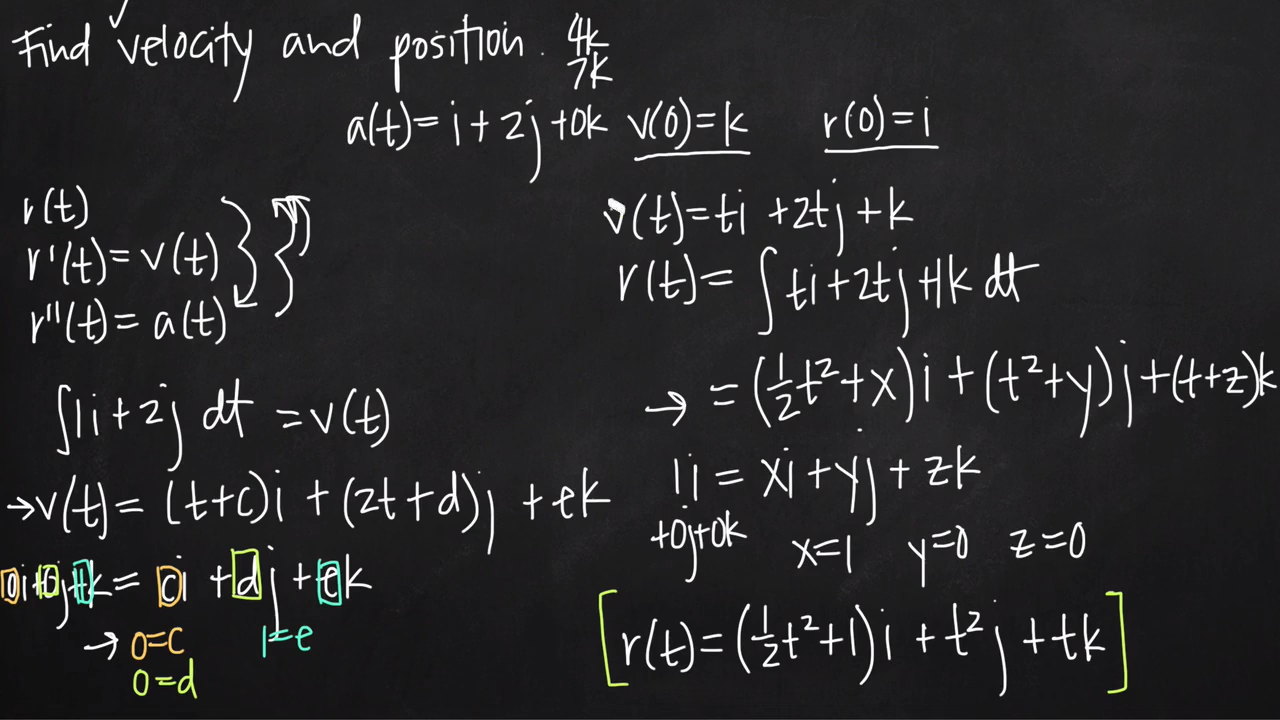 Find velocity and position. 4k
7k
a(t)= i + 2j +0k v(0)=k r(0)=i
r(t)
r'(t)= v(t)
r''(t)= a(t)
∫1i+2j dt = v(t)
→v(t)= (t+c)i + (2t+d)j + ek
0i+0j+1k= ci + dj + ek
→ 0=c 1=e
0=d
v(t)=ti +2tj+k
r(t)= ∫ti+2tj+1k dt
→ =(½t²+x)i+(t²+y)j+(t+z)k
1i = xi+yj+zk
+0j+0k x=1 y=0 z=0
[r(t)=(½t²+1)i + t²j + tk]